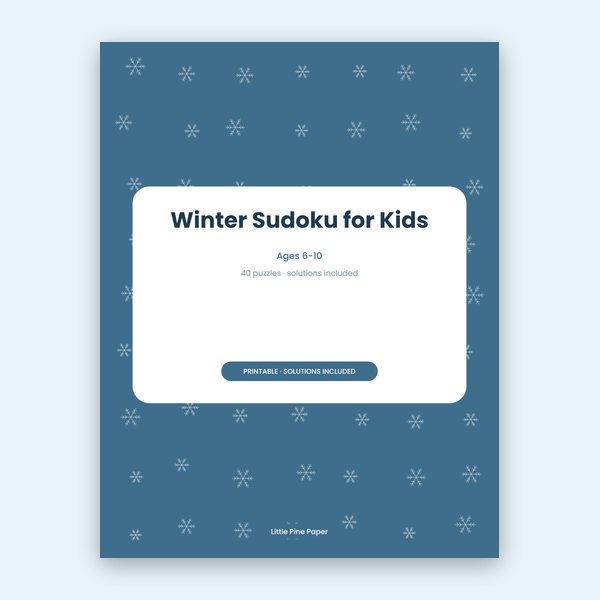 Winter Sudoku for Kids
Ages 6-10
40 puzzles · solutions included
PRINTABLE · SOLUTIONS INCLUDED
Little Pine Paper